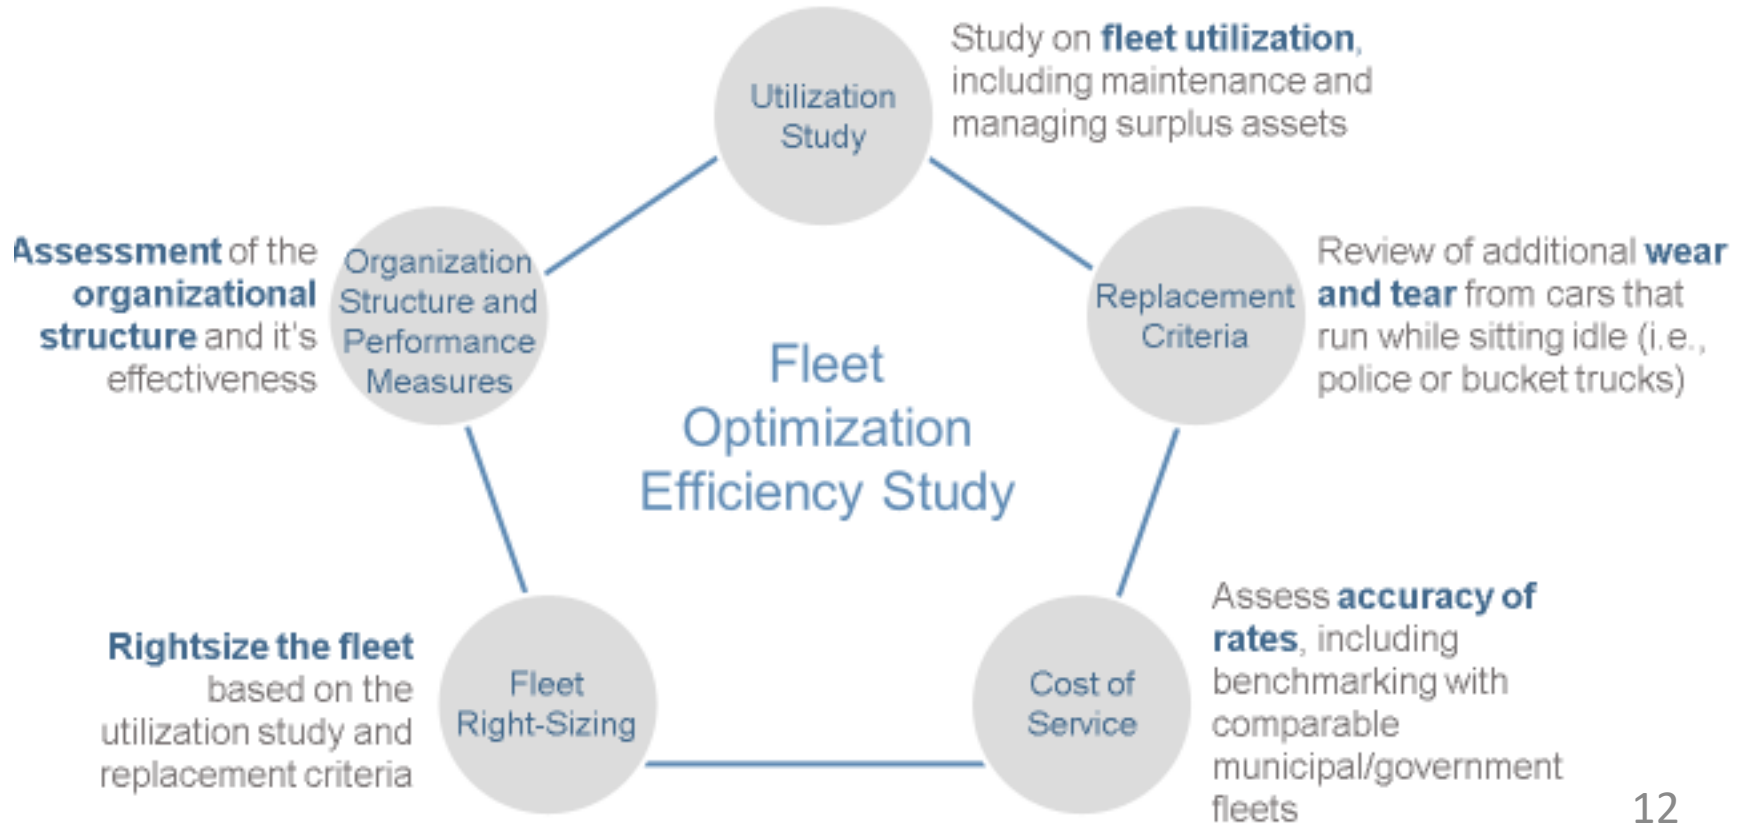 Utilization
Study
Study on fleet utilization,
including maintenance and
managing surplus assets
Replacement
Criteria
Review of additional wear
and tear from cars that
run while sitting idle (i.e.,
police or bucket trucks)
Cost of
Service
Assess accuracy of
rates, including
benchmarking with
comparable
municipal/government
fleets
Fleet
Right-Sizing
Rightsize the fleet
based on the
utilization study and
replacement criteria
Organization
Structure and
Performance
Measures
Assessment of the
organizational
structure and it's
effectiveness
Fleet
Optimization
Efficiency Study
12